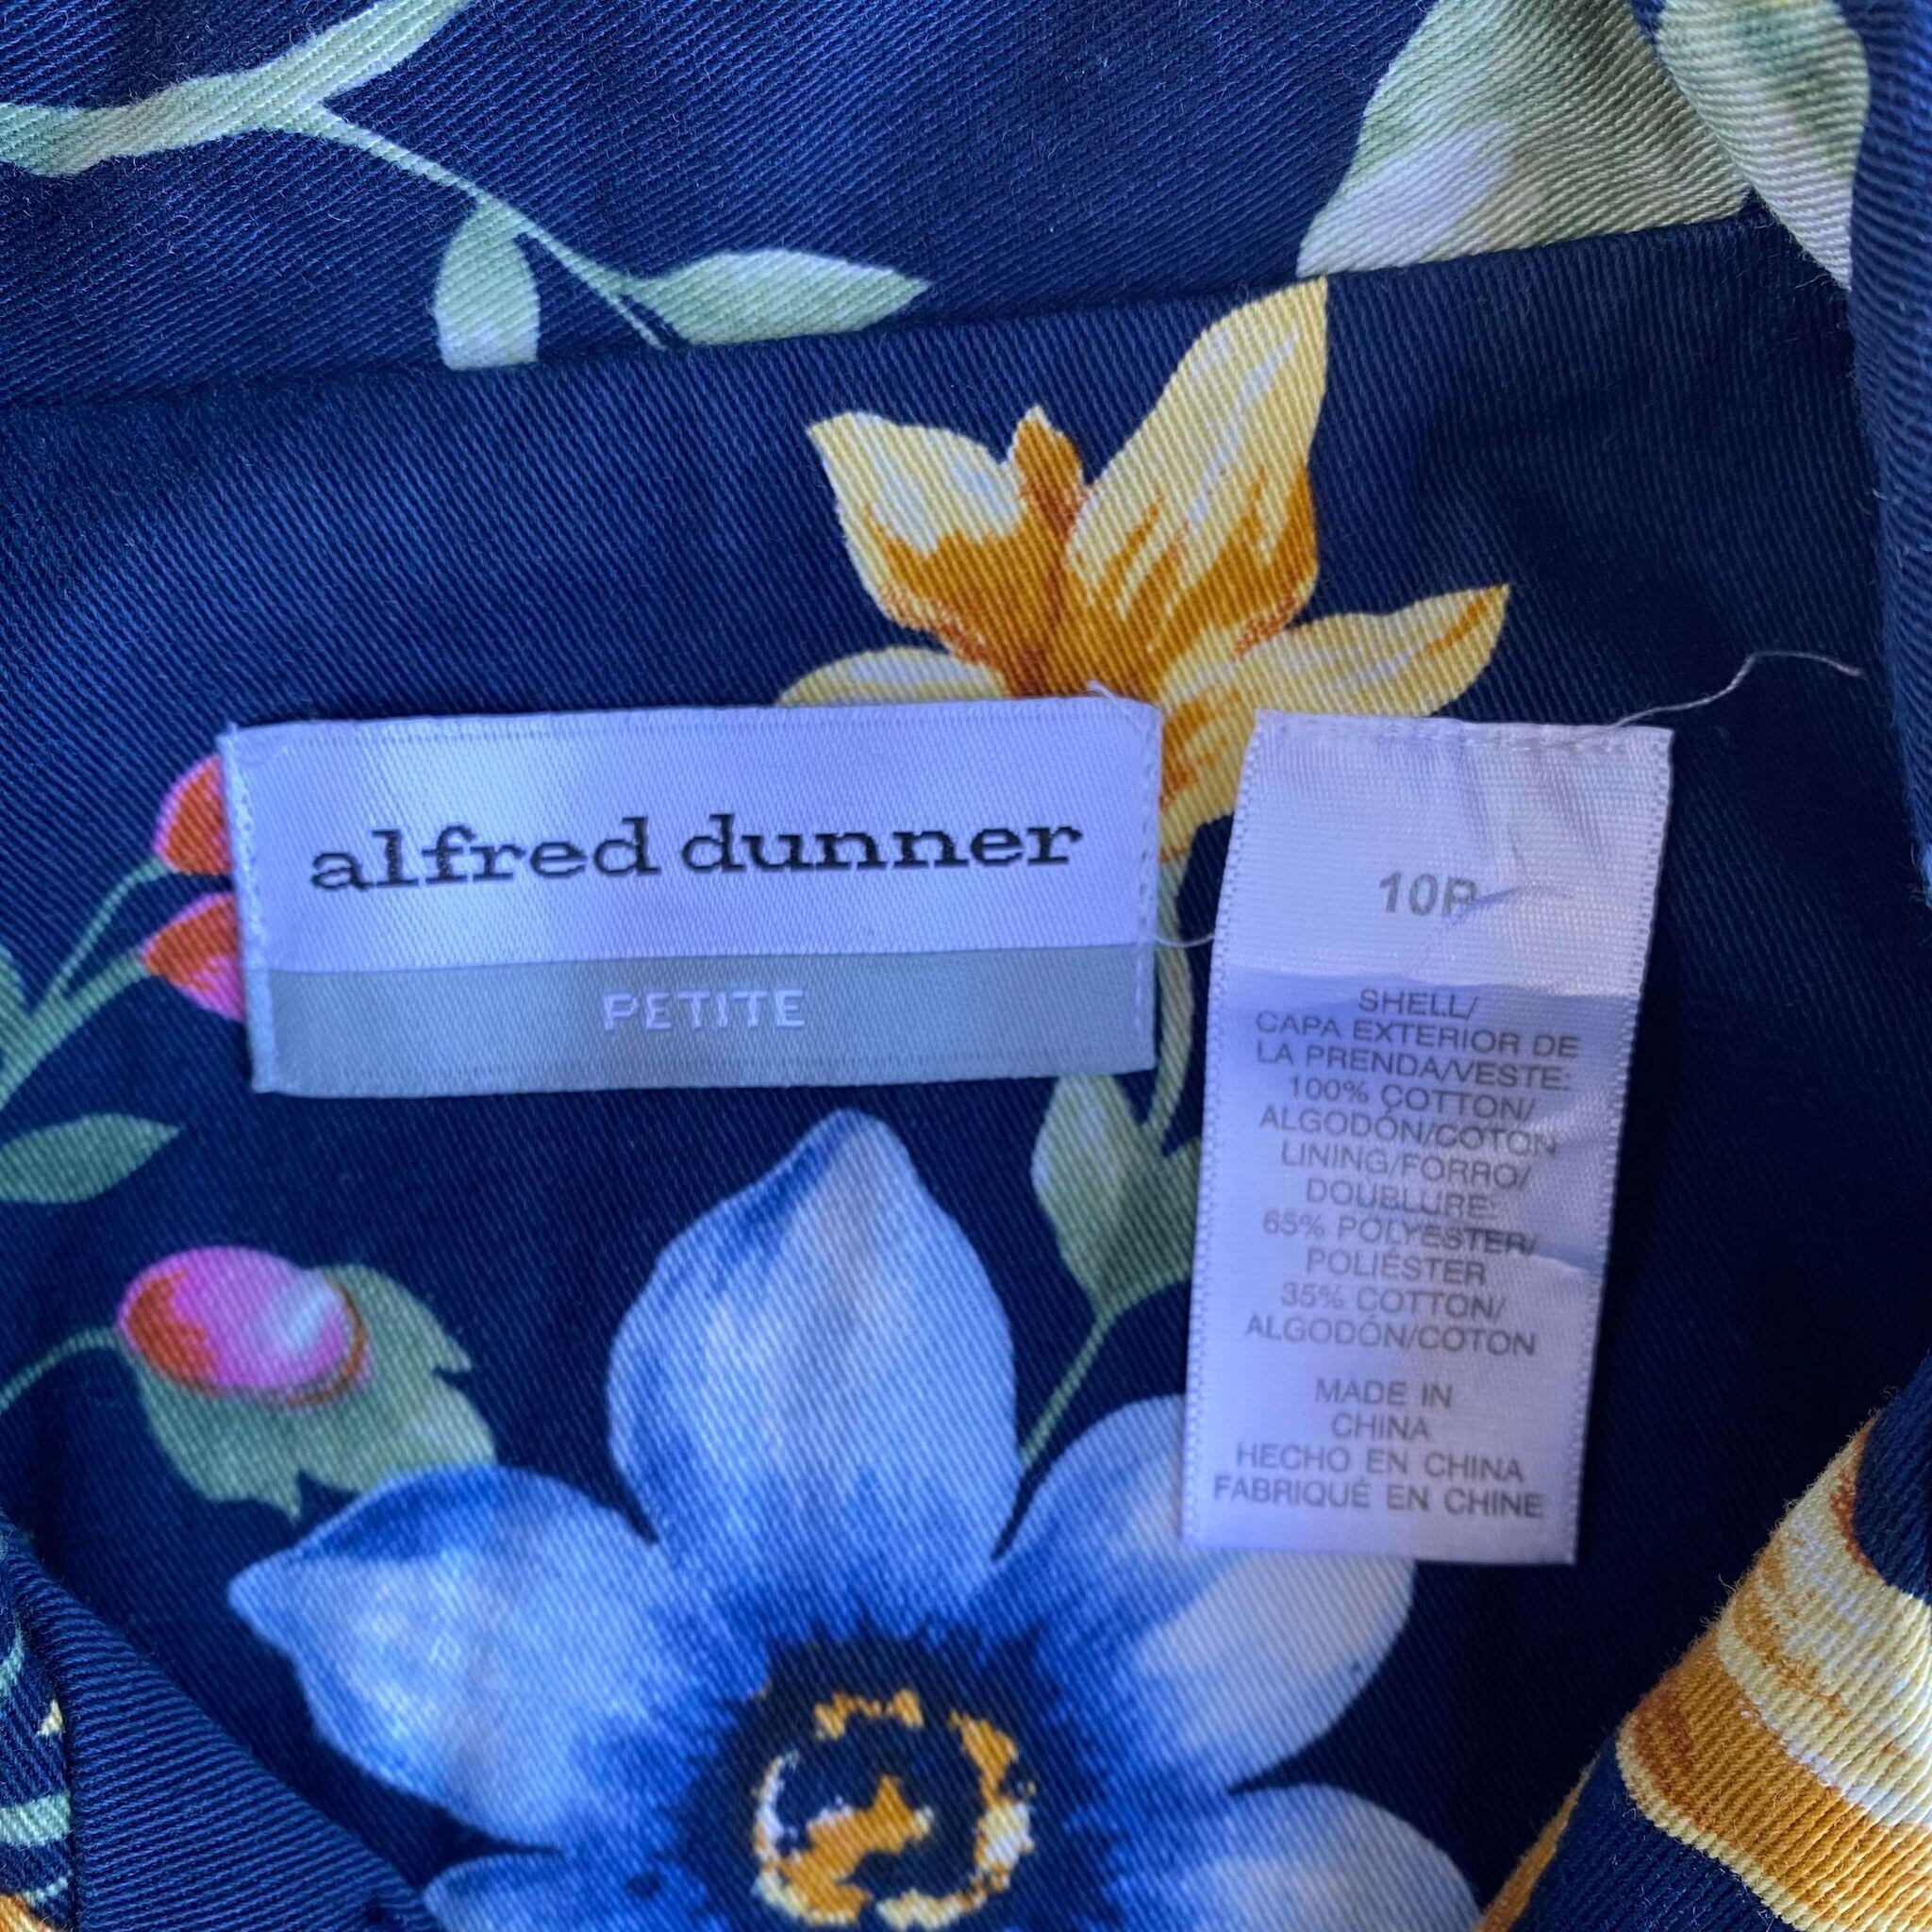 alfred dunner
PETITE
10P
SHELL/
CAPA EXTERIOR DE
LA PRENDA/VESTE:
100% COTTON/
ALGODÓN/COTON
LINING/FORRO/
DOUBLURE:
65% POLYESTER/
POLIÉSTER
35% COTTON/
ALGODÓN/COTON
MADE IN
CHINA
HECHO EN CHINA
FABRIQUÉ EN CHINE